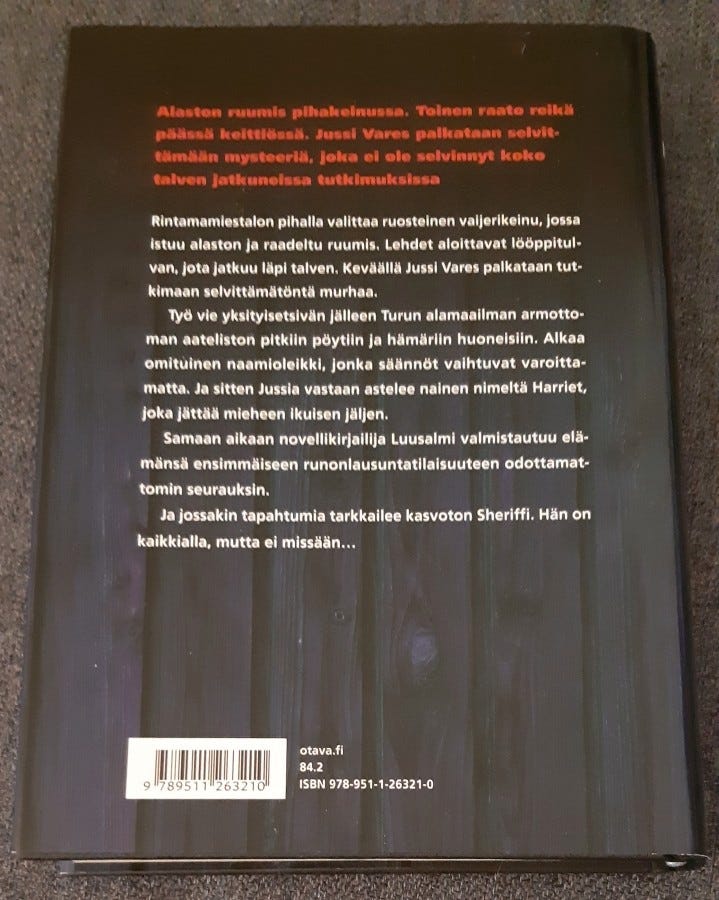 Alaston ruumis pihakeinussa. Toinen raato reikä
päässä keittiössä. Jussi Vares palkataan selvit-
tämään mysteeriä, joka ei ole selvinnyt koko
talven jatkuneissa tutkimuksissa
Rintamamiestalon pihalla valittaa ruosteinen vaijerikeinu, jossa
istuu alaston ja raadeltu ruumis. Lehdet aloittavat lööppitul-
van, jota jatkuu läpi talven. Keväällä Jussi Vares palkataan tut-
kimaan selvittämätöntä murhaa.
Työ vie yksityisetsivän jälleen Turun alamaailman armotto-
man aateliston pitkiin pöytiin ja hämäriin huoneisiin. Alkaa
omituinen naamioleikki, jonka säännöt vaihtuvat varoitta-
matta. Ja sitten Jussia vastaan astelee nainen nimeltä Harriet,
joka jättää mieheen ikuisen jäljen.
Samaan aikaan novellikirjailija Luusalmi valmistautuu elä-
mänsä ensimmäiseen runonlausuntatilaisuuteen odottamat-
tomin seurauksin.
Ja jossakin tapahtumia tarkkailee kasvoton Sheriffi. Hän on
kaikkialla, mutta ei missään...
otava.fi
84.2
ISBN 978-951-1-26321-0
9 789511 263210